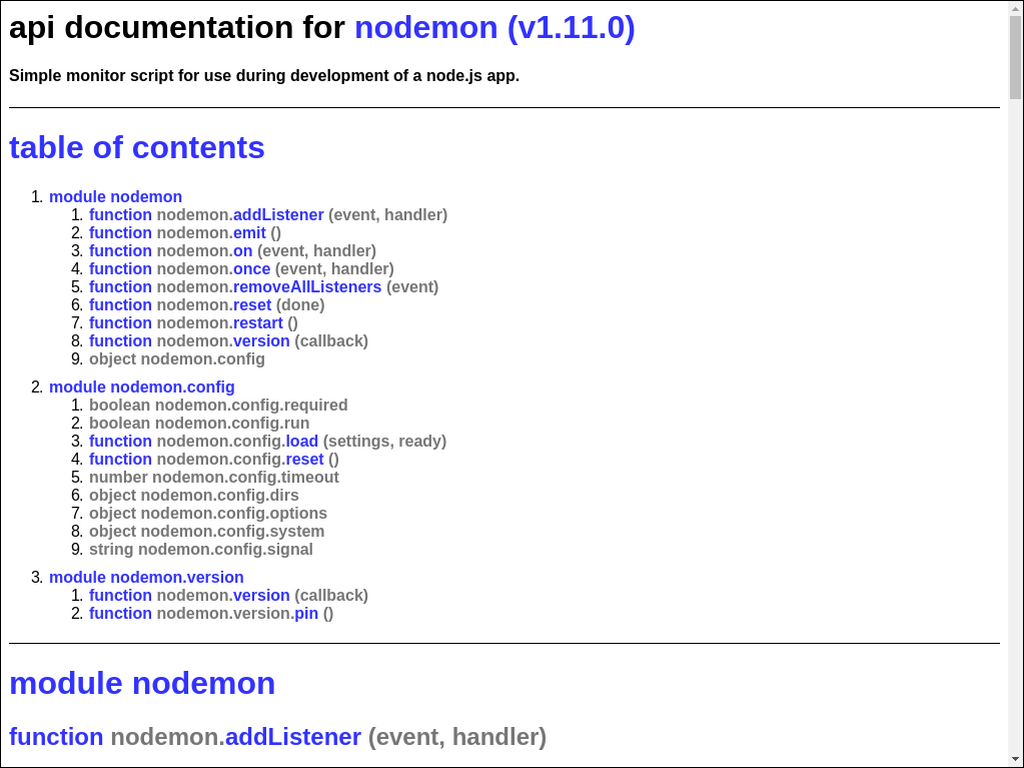 api documentation for nodemon (v1.11.0)
Simple monitor script for use during development of a node.js app.
table of contents
1. module nodemon
1. function nodemon.addListener (event, handler)
2. function nodemon.emit ()
3. function nodemon.on (event, handler)
4. function nodemon.once (event, handler)
5. function nodemon.removeAllListeners (event)
6. function nodemon.reset (done)
7. function nodemon.restart ()
8. function nodemon.version (callback)
9. object nodemon.config
2. module nodemon.config
1. boolean nodemon.config.required
2. boolean nodemon.config.run
3. function nodemon.config.load (settings, ready)
4. function nodemon.config.reset ()
5. number nodemon.config.timeout
6. object nodemon.config.dirs
7. object nodemon.config.options
8. object nodemon.config.system
9. string nodemon.config.signal
3. module nodemon.version
1. function nodemon.version (callback)
2. function nodemon.version.pin ()
module nodemon
function nodemon.addListener (event, handler)